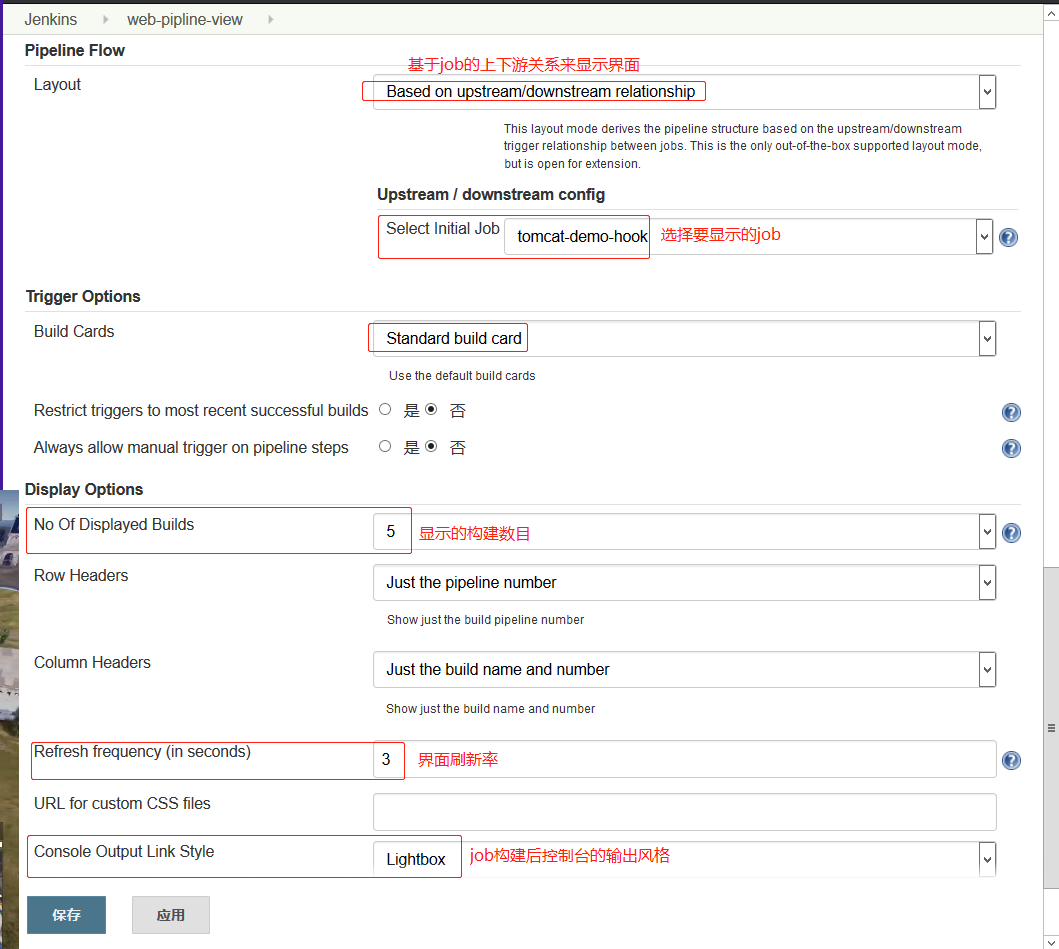 Jenkins web-pipline-view
Pipeline Flow
基于job的上下游关系来显示界面
Layout
Based on upstream/downstream relationship
This layout mode derives the pipeline structure based on the upstream/downstream
trigger relationship between jobs. This is the only out-of-the-box supported layout mode,
but is open for extension.
Upstream / downstream config
Select Initial Job tomcat-demo-hook 选择要显示的job
Trigger Options
Build Cards
Standard build card
Use the default build cards
Restrict triggers to most recent successful builds 是 否
Always allow manual trigger on pipeline steps 是 否
Display Options
No Of Displayed Builds 5 显示的构建数目
Row Headers Just the pipeline number
Show just the build pipeline number
Column Headers Just the build name and number
Show just the build name and number
Refresh frequency (in seconds) 3 界面刷新率
URL for custom CSS files
Console Output Link Style Lightbox job构建后控制台的输出风格
保存 应用